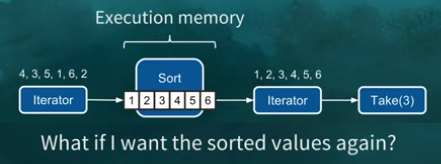 Execution memory
4, 3, 5, 1, 6, 2
Sort
1, 2, 3, 4, 5, 6
Iterator
1 2 3 4 5 6
Iterator
Take(3)
What if I want the sorted values again?